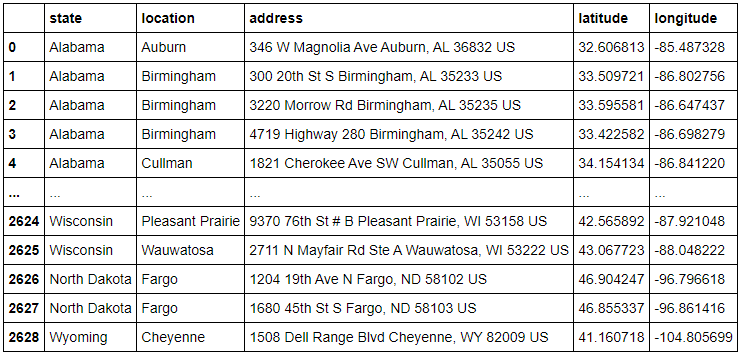 state location address latitude longitude
0 Alabama Auburn 346 W Magnolia Ave Auburn, AL 36832 US 32.606813 -85.487328
1 Alabama Birmingham 300 20th St S Birmingham, AL 35233 US 33.509721 -86.802756
2 Alabama Birmingham 3220 Morrow Rd Birmingham, AL 35235 US 33.595581 -86.647437
3 Alabama Birmingham 4719 Highway 280 Birmingham, AL 35242 US 33.422582 -86.698279
4 Alabama Cullman 1821 Cherokee Ave SW Cullman, AL 35055 US 34.154134 -86.841220
... ... ... ... ... ...
2624 Wisconsin Pleasant Prairie 9370 76th St # B Pleasant Prairie, WI 53158 US 42.565892 -87.921048
2625 Wisconsin Wauwatosa 2711 N Mayfair Rd Ste A Wauwatosa, WI 53222 US 43.067723 -88.048222
2626 North Dakota Fargo 1204 19th Ave N Fargo, ND 58102 US 46.904247 -96.796618
2627 North Dakota Fargo 1680 45th St S Fargo, ND 58103 US 46.855337 -96.861416
2628 Wyoming Cheyenne 1508 Dell Range Blvd Cheyenne, WY 82009 US 41.160718 -104.805699